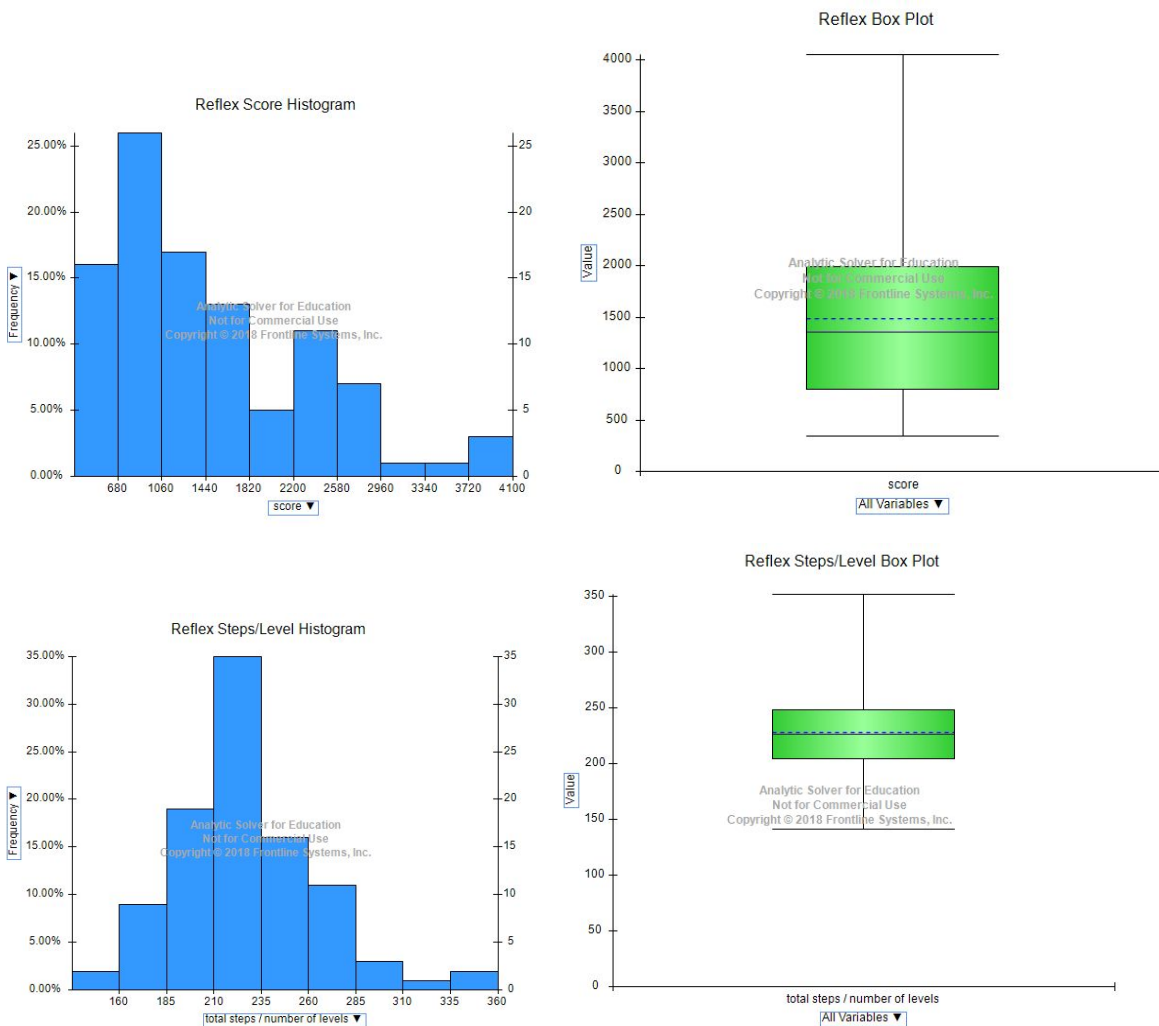 Reflex Score Histogram
25.00%
20.00%
15.00%
10.00%
5.00%
0.00%
Frequency ▼
25
20
15
10
5
0
680 1060 1440 1820 2200 2580 2960 3340 3720 4100
score ▼
Analytic Solver for Education
Not for Commercial Use
Copyright © 2018 Frontline Systems, Inc.
Reflex Box Plot
4000
3500
3000
2500
2000
1500
1000
500
0
Value
Analytic Solver for Education
Not for Commercial Use
Copyright © 2018 Frontline Systems, Inc.
score
All Variables ▼
Reflex Steps/Level Histogram
35.00%
30.00%
25.00%
20.00%
15.00%
10.00%
5.00%
0.00%
Frequency ▼
35
30
25
20
15
10
5
0
160 185 210 235 260 285 310 335 360
total steps / number of levels ▼
Analytic Solver for Education
Not for Commercial Use
Copyright © 2018 Frontline Systems, Inc.
Reflex Steps/Level Box Plot
350
300
250
200
150
100
50
0
Value
Analytic Solver for Education
Not for Commercial Use
Copyright © 2018 Frontline Systems, Inc.
total steps / number of levels
All Variables ▼